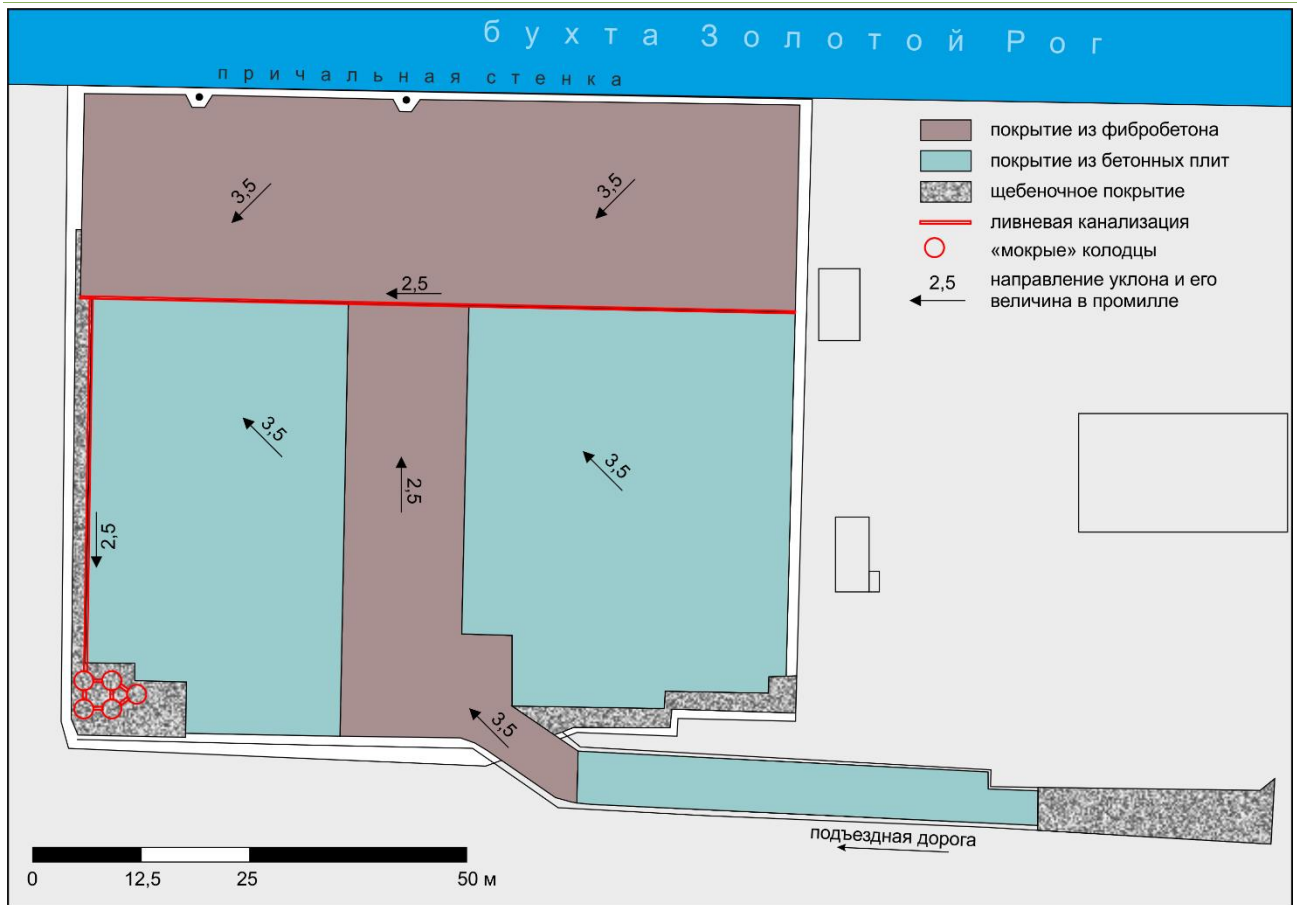 бухта Золотой Рог
причальная стенка
покрытие из фибробетона
покрытие из бетонных плит
щебеночное покрытие
ливневая канализация
«мокрые» колодцы
2,5
направление уклона и его
величина в промилле
3,5
3,5
2,5
3,5
3,5
2,5
2,5
3,5
подъездная дорога
0
12,5
25
50 м